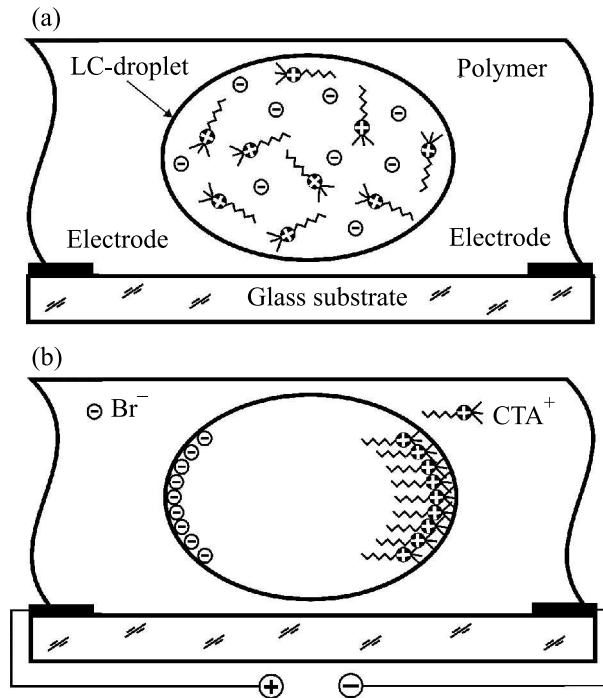 (a)
LC-droplet
Polymer
Electrode
Electrode
Glass substrate
(b)
Br⁻
CTA⁺